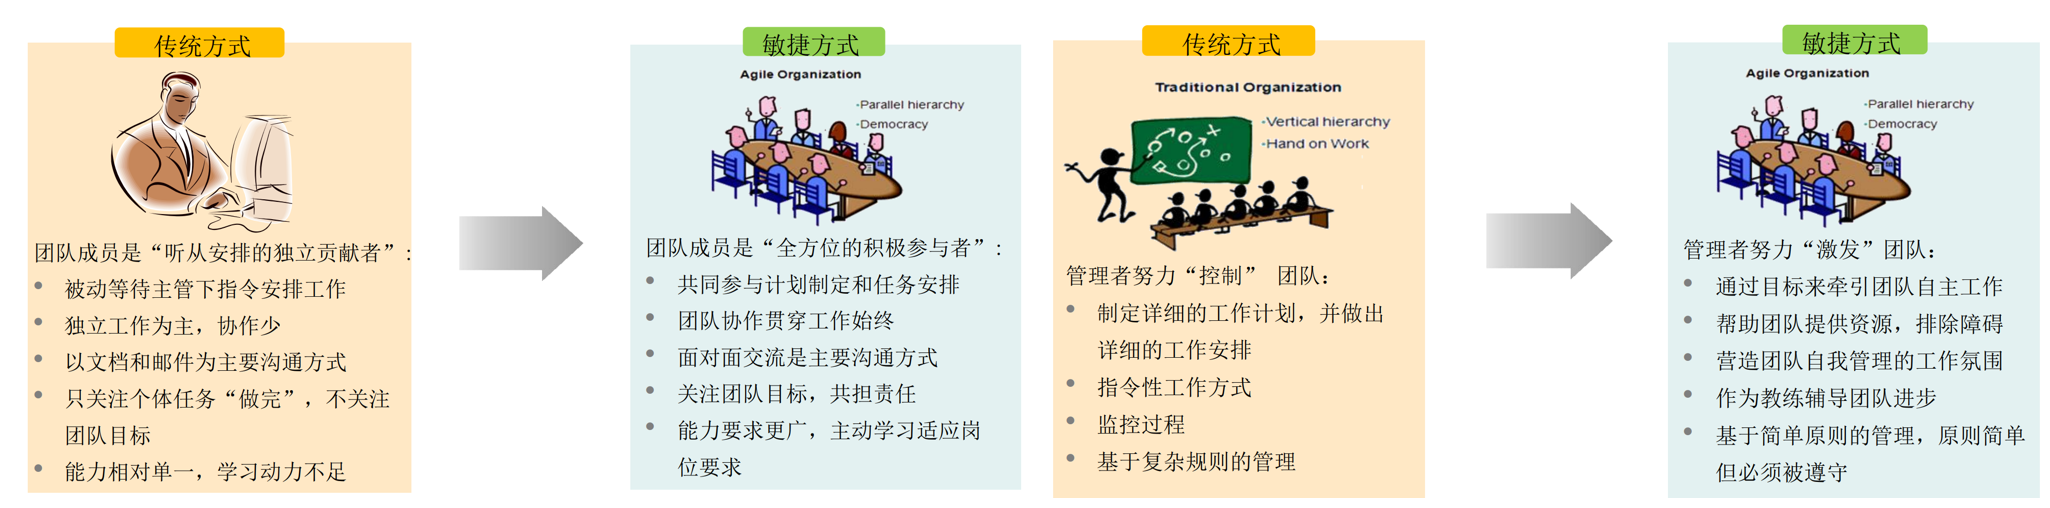 传统方式
团队成员是“听从安排的独立贡献者”:
• 被动等待主管下指令安排工作
• 独立工作为主，协作少
• 以文档和邮件为主要沟通方式
• 只关注个体任务“做完”，不关注
团队目标
• 能力相对单一，学习动力不足
敏捷方式
Agile Organization
-Parallel hierarchy
-Democracy
团队成员是“全方位的积极参与者”:
• 共同参与计划制定和任务安排
• 团队协作贯穿工作始终
• 面对面交流是主要沟通方式
• 关注团队目标，共担责任
• 能力要求更广，主动学习适应岗
位要求
传统方式
Traditional Organization
-Vertical hierarchy
-Hand on Work
管理者努力“控制” 团队：
• 制定详细的工作计划，并做出
详细的工作安排
• 指令性工作方式
• 监控过程
• 基于复杂规则的管理
敏捷方式
Agile Organization
-Parallel hierarchy
-Democracy
管理者努力“激发”团队：
• 通过目标来牵引团队自主工作
• 帮助团队提供资源，排除障碍
• 营造团队自我管理的工作氛围
• 作为教练辅导团队进步
• 基于简单原则的管理，原则简单
但必须被遵守